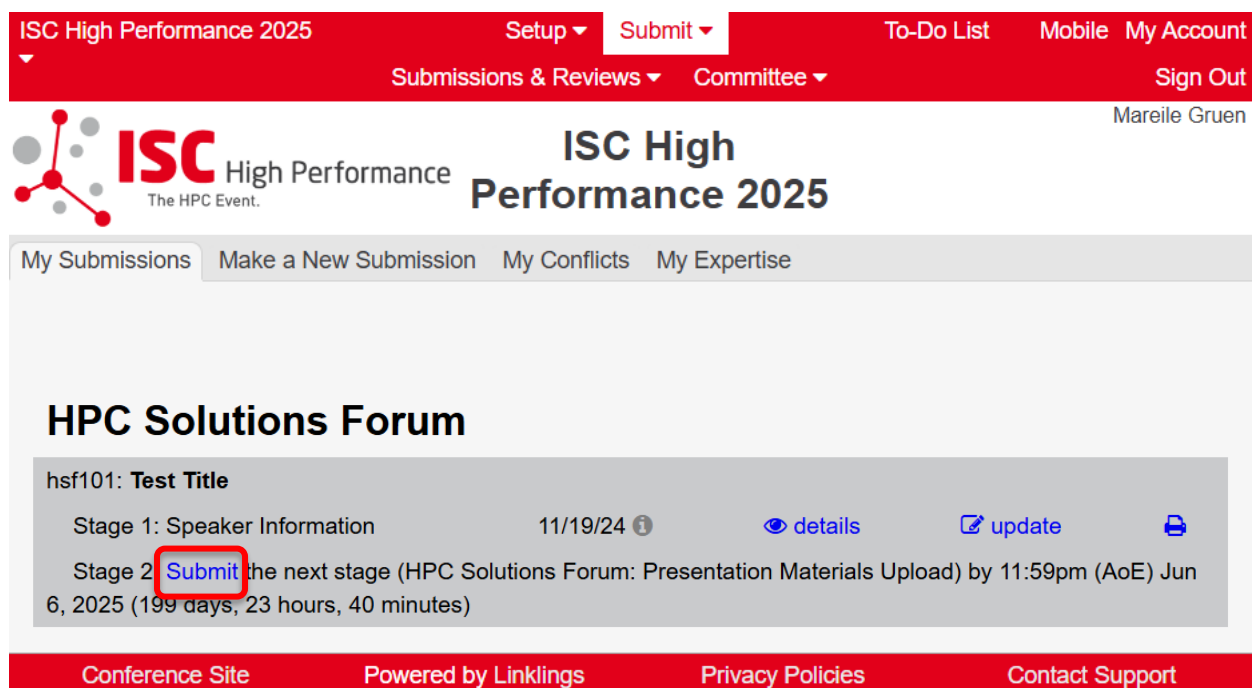 ISC High Performance 2025 Setup Submit To-Do List Mobile My Account
Submissions & Reviews Committee Sign Out
Mareile Gruen
ISC High Performance
The HPC Event.
ISC High
Performance 2025
My Submissions Make a New Submission My Conflicts My Expertise
HPC Solutions Forum
hsf101: Test Title
Stage 1: Speaker Information 11/19/24 details update
Stage 2 Submit the next stage (HPC Solutions Forum: Presentation Materials Upload) by 11:59pm (AoE) Jun
6, 2025 (199 days, 23 hours, 40 minutes)
Conference Site Powered by Linklings Privacy Policies Contact Support